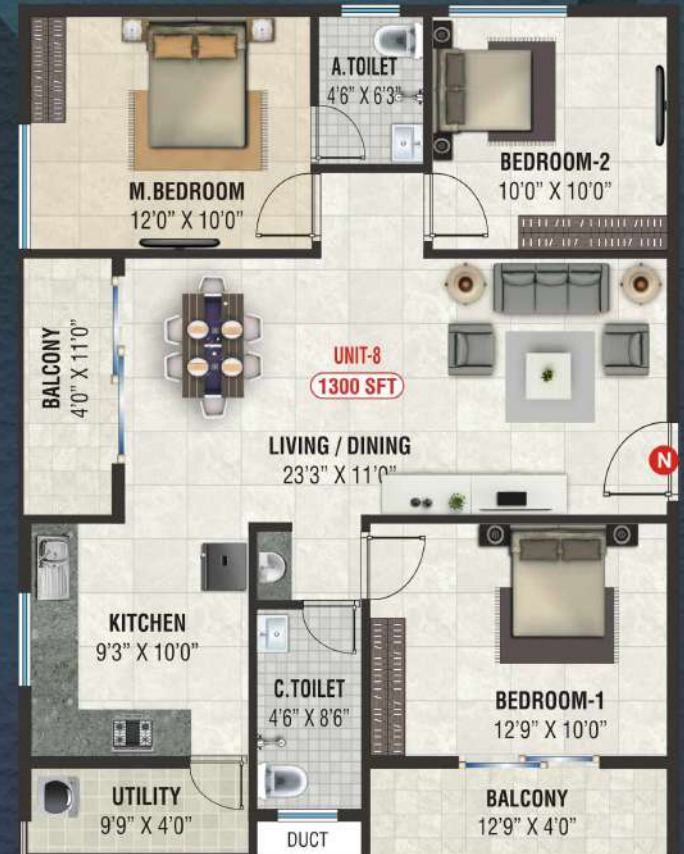 A.TOILET
4'6” X 6'3”
M.BEDROOM
12'0” X 10'0”
BEDROOM-2
10'0” X 10'0”
BALCONY
4'0” X 11'0”
UNIT-8
1300 SFT
LIVING / DINING
23'3” X 11'0”
N
KITCHEN
9'3” X 10'0”
C.TOILET
4'6” X 8'6”
BEDROOM-1
12'9” X 10'0”
UTILITY
9'9” X 4'0”
BALCONY
12'9” X 4'0”
DUCT